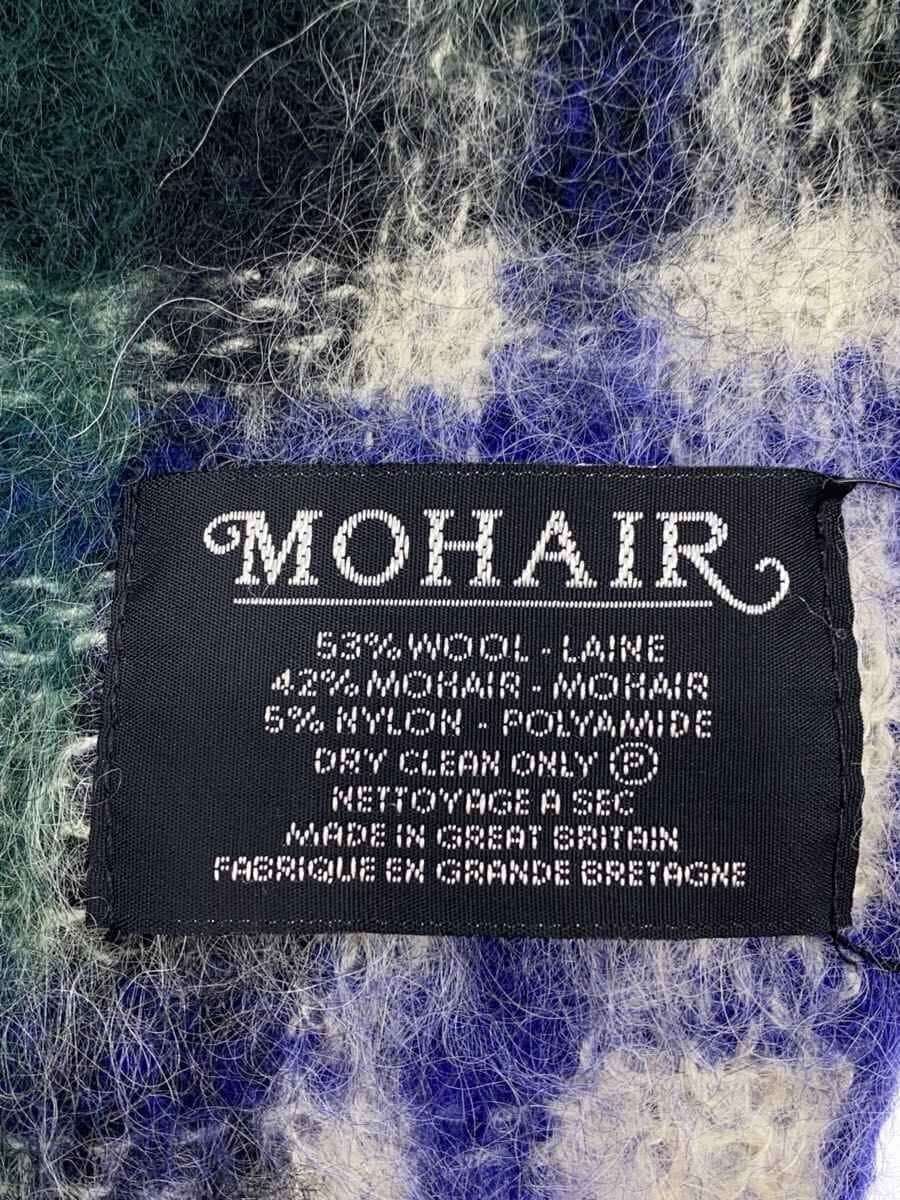 MOHAIR
53% WOOL - LAINE
42% MOHAIR - MOHAIR
5% NYLON - POLYAMIDE
DRY CLEAN ONLY Ⓟ
NETTOYAGE A SEC
MADE IN GREAT BRITAIN
FABRIQUE EN GRANDE BRETAGNE